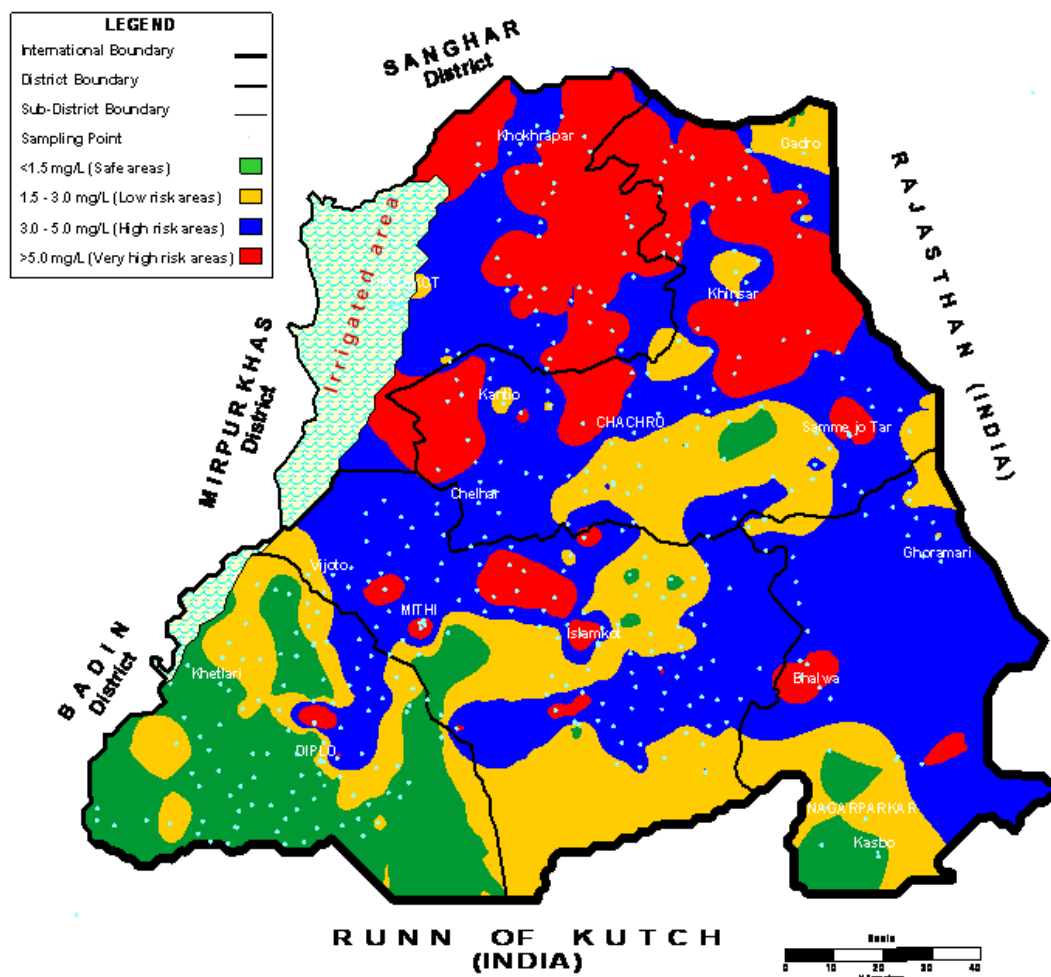 LEGEND
International Boundary
District Boundary
Sub-District Boundary
Sampling Point
<1.5 mg/L (Safe areas)
1.5 - 3.0 mg/L (Low risk areas)
3.0 - 5.0 mg/L (High risk areas)
>5.0 mg/L (Very high risk areas)
SANGHAR
District
Khokhrapar
Gadro
RAJASTHAN (INDIA)
Irrigated area
Khinsar
MIRPURKHAS
District
Kantio
CHACHRO
Samme jo Tar
Chelhar
Ghoramari
Vijoto
MITHI
Islamkot
BADIN
District
Khetlari
Bhalwa
DIPLO
NAGARPARKAR
Kasbo
RUNN OF KUTCH
(INDIA)
Scale
0 10 20 30 40